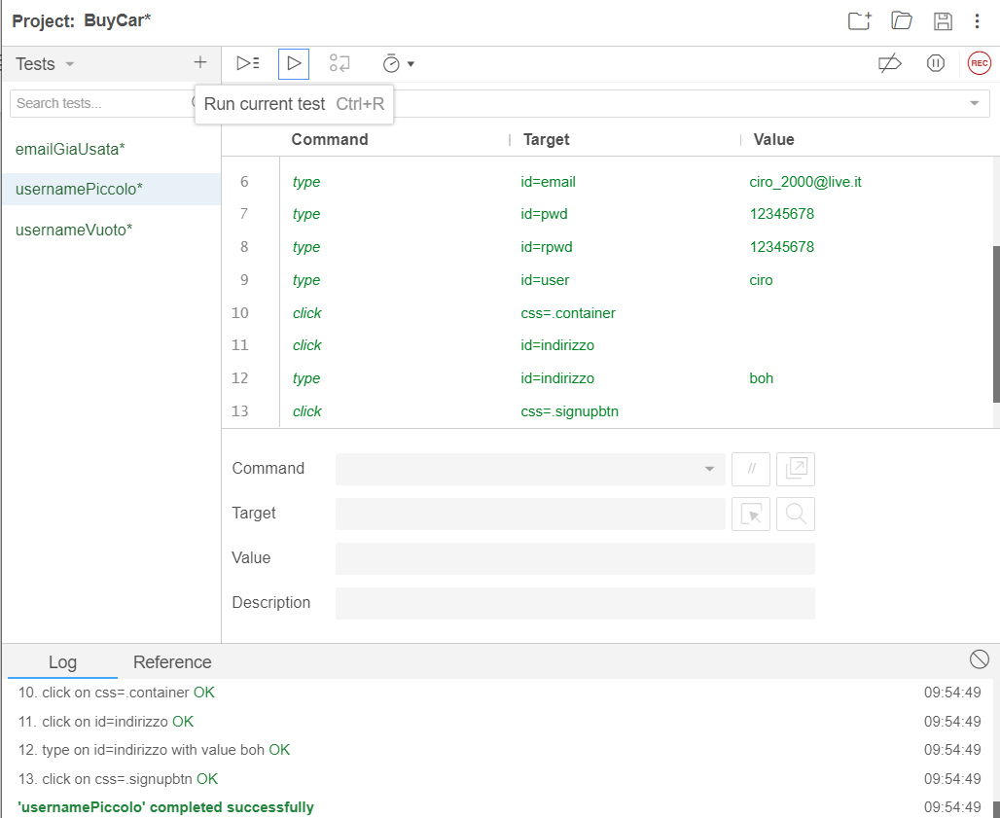 Project: BuyCar*
REC
Tests
Search tests...
Run current test Ctrl+R
emailGiaUsata*
usernamePiccolo*
usernameVuoto*
Command Target Value
6 type id=email ciro_2000@live.it
7 type id=pwd 12345678
8 type id=rpwd 12345678
9 type id=user ciro
10 click css=.container
11 click id=indirizzo
12 type id=indirizzo boh
13 click css=.signupbtn
Command //
Target
Value
Description
Log Reference
10. click on css=.container OK 09:54:49
11. click on id=indirizzo OK 09:54:49
12. type on id=indirizzo with value boh OK 09:54:49
13. click on css=.signupbtn OK 09:54:49
'usernamePiccolo' completed successfully 09:54:49